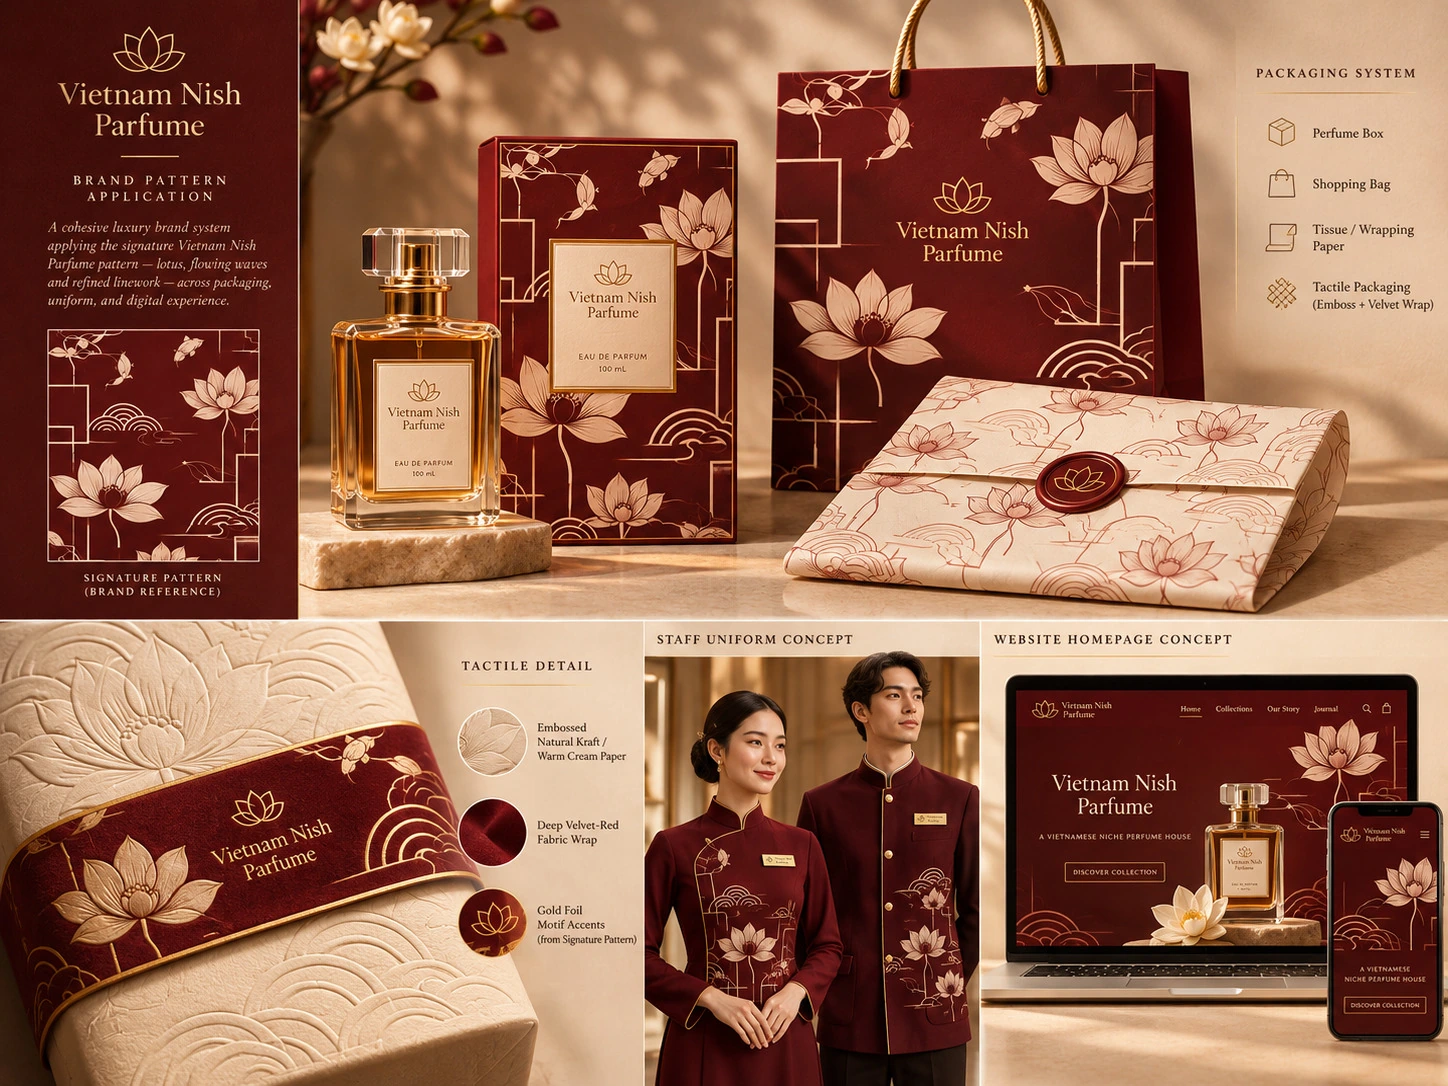 Vietnam Nish
Parfume
BRAND PATTERN
APPLICATION
A cohesive luxury brand system
applying the signature Vietnam Nish
Parfume pattern — lotus, flowing waves
and refined linework — across packaging,
uniform, and digital experience.
SIGNATURE PATTERN
(BRAND REFERENCE)
Vietnam Nish
Parfume
EAU DE PARFUM
100 mL
Vietnam Nish
Parfume
EAU DE PARFUM
100 mL
Vietnam Nish
Parfume
PACKAGING SYSTEM
Perfume Box
Shopping Bag
Tissue / Wrapping
Paper
Tactile Packaging
(Emboss + Velvet Wrap)
Vietnam Nish
Parfume
TACTILE DETAIL
Embossed
Natural Kraft /
Warm Cream Paper
Deep Velvet-Red
Fabric Wrap
Gold Foil
Motif Accents
(from Signature Pattern)
STAFF UNIFORM CONCEPT
WEBSITE HOMEPAGE CONCEPT
Vietnam Nish
Parfume
Home
Collections
Our Story
Journal
Vietnam Nish
Parfume
A VIETNAMESE NICHE PERFUME HOUSE
DISCOVER COLLECTION
Vietnam Nish
Parfume
Vietnam Nish
Parfume
A VIETNAMESE
NICHE PERFUME HOUSE
DISCOVER COLLECTION